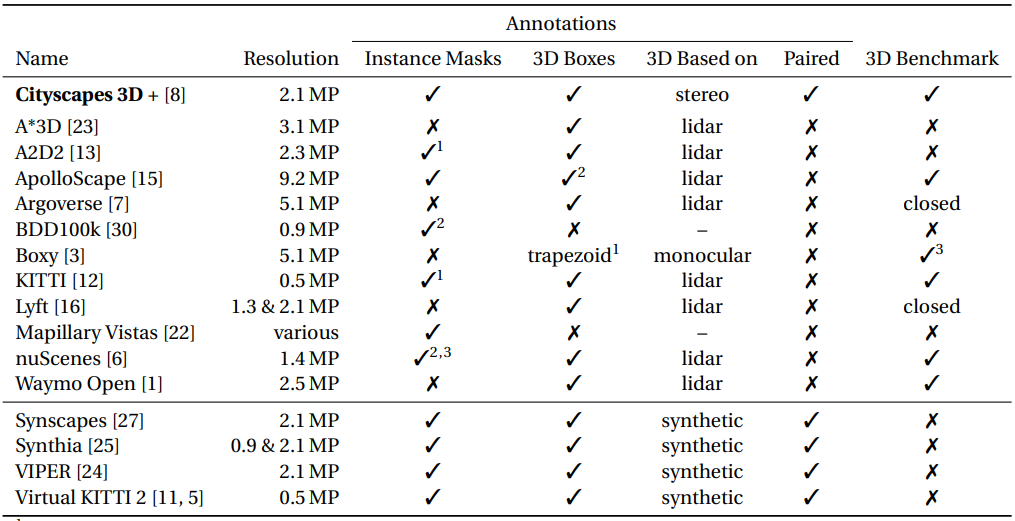 Annotations
Name Resolution Instance Masks 3D Boxes 3D Based on Paired 3D Benchmark
Cityscapes 3D + [8] 2.1 MP ✓ ✓ stereo ✓ ✓
A*3D [23] 3.1 MP ✗ ✓ lidar ✗ ✗
A2D2 [13] 2.3 MP ✓1 ✓ lidar ✗ ✗
ApolloScape [15] 9.2 MP ✓ ✓2 lidar ✗ ✓
Argoverse [7] 5.1 MP ✗ ✓ lidar ✗ closed
BDD100k [30] 0.9 MP ✓2 ✗ – ✗ ✗
Boxy [3] 5.1 MP ✗ trapezoid1 monocular ✗ ✓3
KITTI [12] 0.5 MP ✓1 ✓ lidar ✗ ✓
Lyft [16] 1.3 & 2.1 MP ✗ ✓ lidar ✗ closed
Mapillary Vistas [22] various ✓ ✗ – ✗ ✗
nuScenes [6] 1.4 MP ✓2,3 ✓ lidar ✗ ✓
Waymo Open [1] 2.5 MP ✗ ✓ lidar ✗ ✓
Synscapes [27] 2.1 MP ✓ ✓ synthetic ✓ ✗
Synthia [25] 0.9 & 2.1 MP ✓ ✓ synthetic ✓ ✗
VIPER [24] 2.1 MP ✓ ✓ synthetic ✓ ✗
Virtual KITTI 2 [11, 5] 0.5 MP ✓ ✓ synthetic ✓ ✗